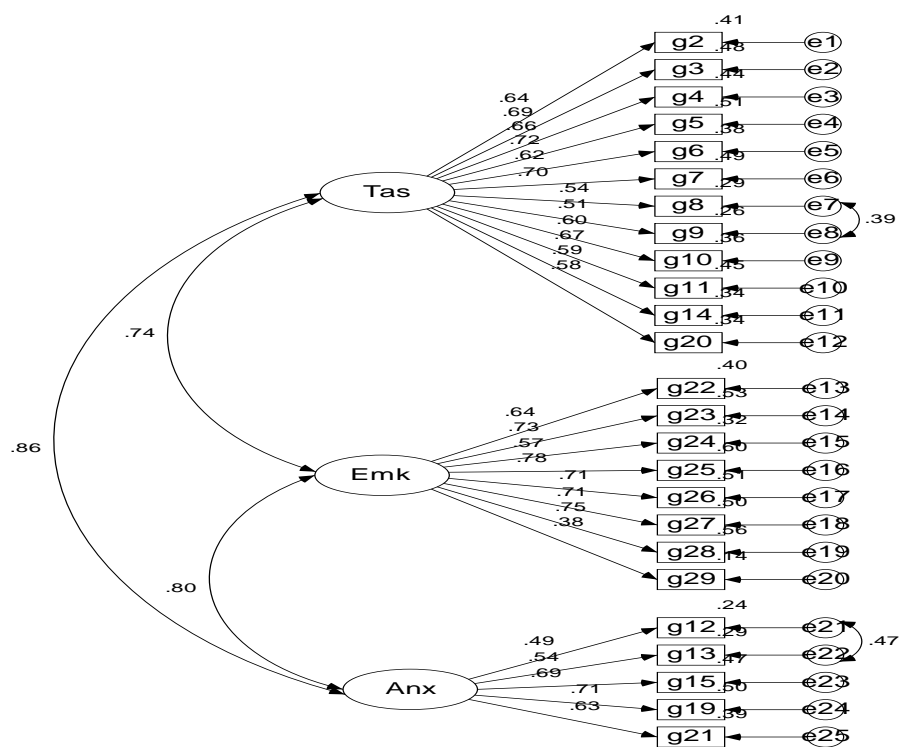 .41
g2 e1
.48
g3 e2
.44
g4 e3
.64
.51
.69
g5 e4
.66
.38
.72
g6 e5
.49
.62
g7 e6
.70
.29
Tas
.54
g8 e7
.51
.26
.39
.60
g9 e8
.36
.67
g10 e9
.59
.45
.58
g11 e10
.34
g14 e11
.34
.74
g20 e12
.40
g22 e13
.53
.64
g23 e14
.32
.73
.57
g24 e15
.86
.60
.78
Emk
g25 e16
.71
.51
.71
g26 e17
.50
.75
g27 e18
.38
.56
g28 e19
.14
g29 e20
.80
.24
g12 e21
.29
.49
.47
.54
g13 e22
.47
.69
Anx
g15 e23
.71
.50
.63
g19 e24
.39
g21 e25